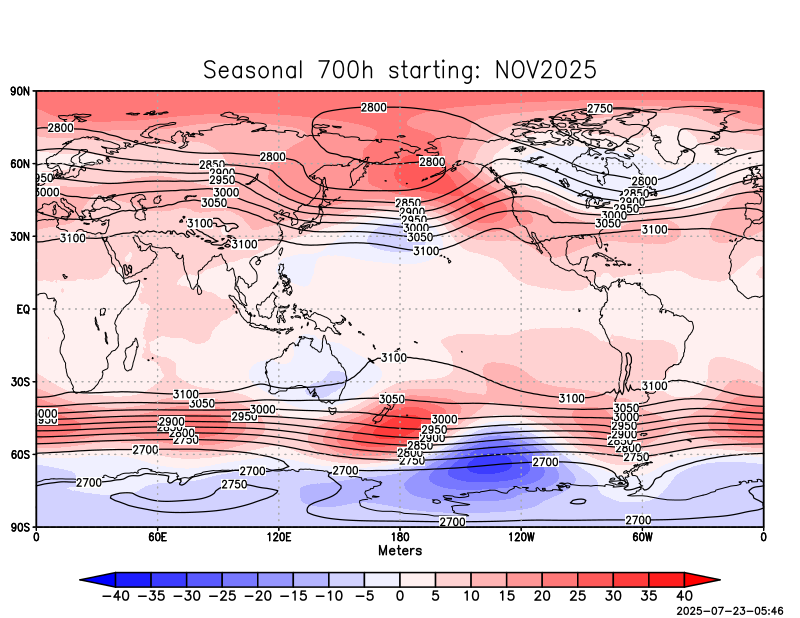 Seasonal 700h starting: NOV2025
90N
2800 2750
2800
60N 2850 2800 2800
2900
950 2950 2800
3000 3000 2850 2850
3050 2900 2900
2950 2950
3100 3000 3000
30N 3100 3100 3050 3050 3100
3100
EQ
3100
30S 3100 3100
3050 3050 3100 3050
3000 3000 3000 3000
950 2900 2950 2950 2950
2850 2900 2900
2800 2850 2850
2750 2800 2800
60S 2700 2750 2750
2700 2700 2700 2700
2750
90S 2700 2700
0 60E 120E 180 120W 60W 0
Meters
−40 −35 −30 −25 −20 −15 −10 −5 0 5 10 15 20 25 30 35 40
2025-07-23-05:46